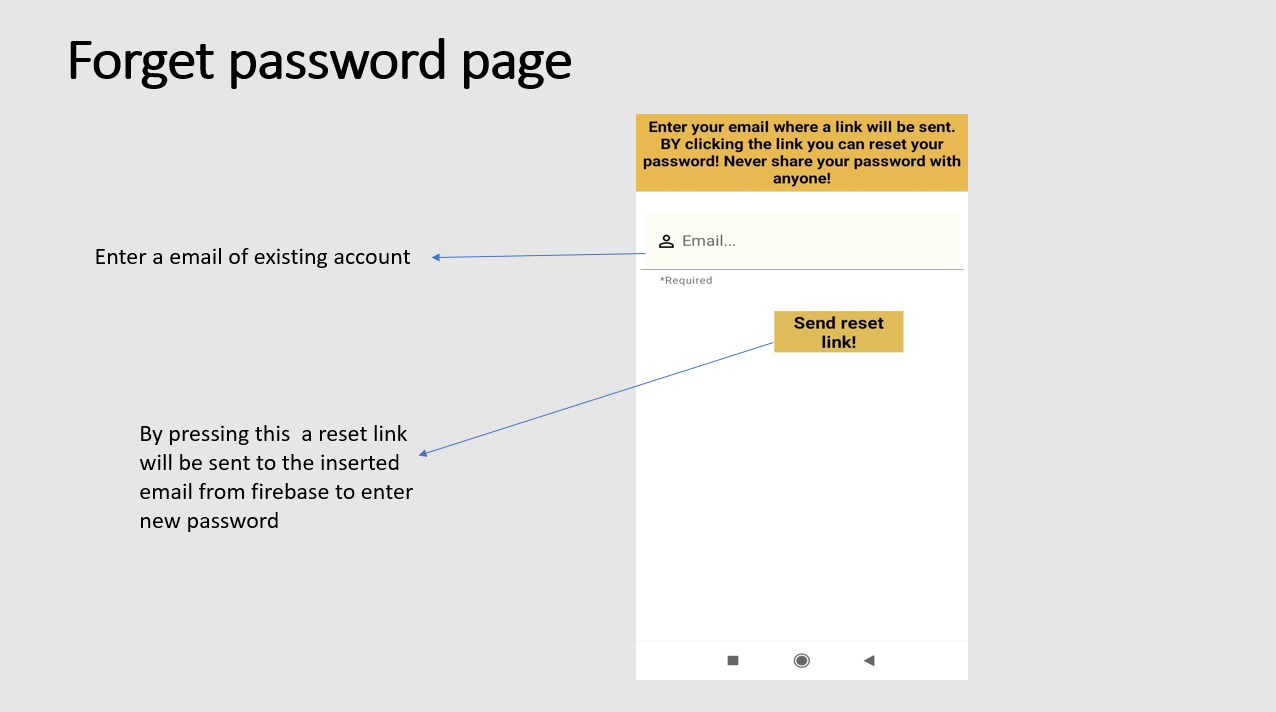 Forget password page
Enter your email where a link will be sent.
BY clicking the link you can reset your
password! Never share your password with
anyone!
Email...
Enter a email of existing account
*Required
Send reset
link!
By pressing this  a reset link
will be sent to the inserted
email from firebase to enter
new password